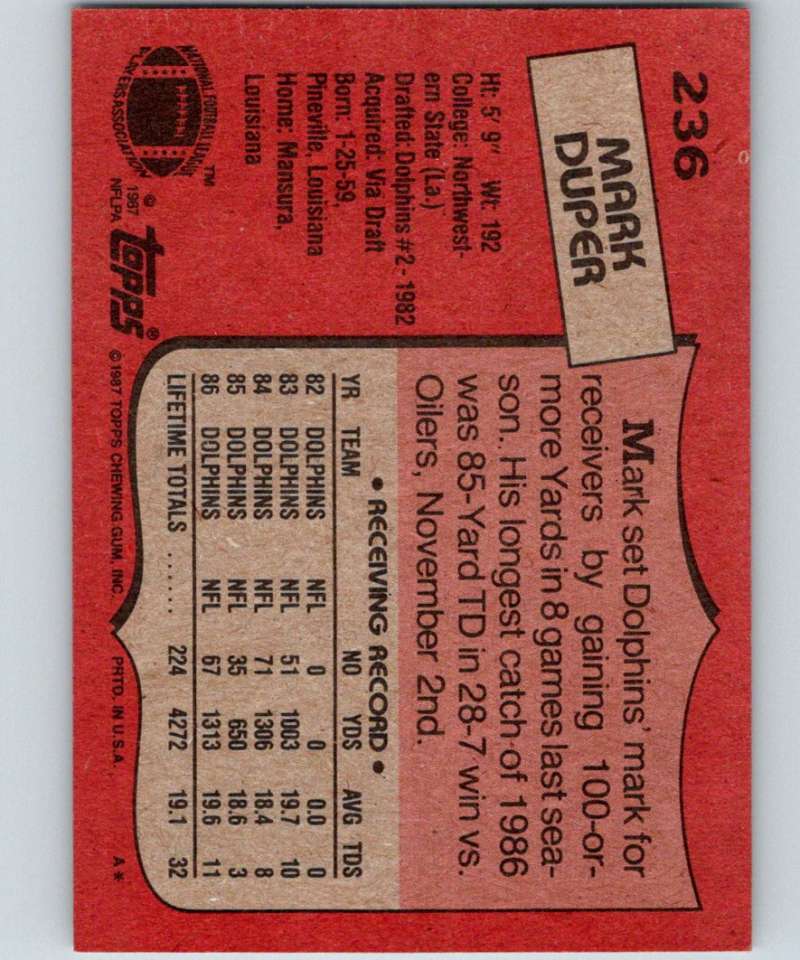 236
MARK
DUPER
Ht: 5' 9" Wt: 192
College: Northwest-
ern State (La.)
Drafted: Dolphins #2 - 1982
Acquired: Via Draft
Born: 1-25-59,
Pineville, Louisiana
Home: Mansura,
Louisiana
NATIONAL FOOTBALL LEAGUE
PLAYERS ASSOCIATION
™
© 1987
NFLPA
topps®
Mark set Dolphins' mark for
receivers by gaining 100-or-
more Yards in 8 games last sea-
son. His longest catch of 1986
was 85-Yard TD in 28-7 win vs.
Oilers, November 2nd.
• RECEIVING RECORD •
YR TEAM NO YDS AVG TDS
82 DOLPHINS NFL 0 0 0.0 0
83 DOLPHINS NFL 51 1003 19.7 10
84 DOLPHINS NFL 71 1306 18.4 8
85 DOLPHINS NFL 35 650 18.6 3
86 DOLPHINS NFL 67 1313 19.6 11
LIFETIME TOTALS ...... 224 4272 19.1 32
© 1987 TOPPS CHEWING GUM, INC. PRTD. IN U.S.A. A*